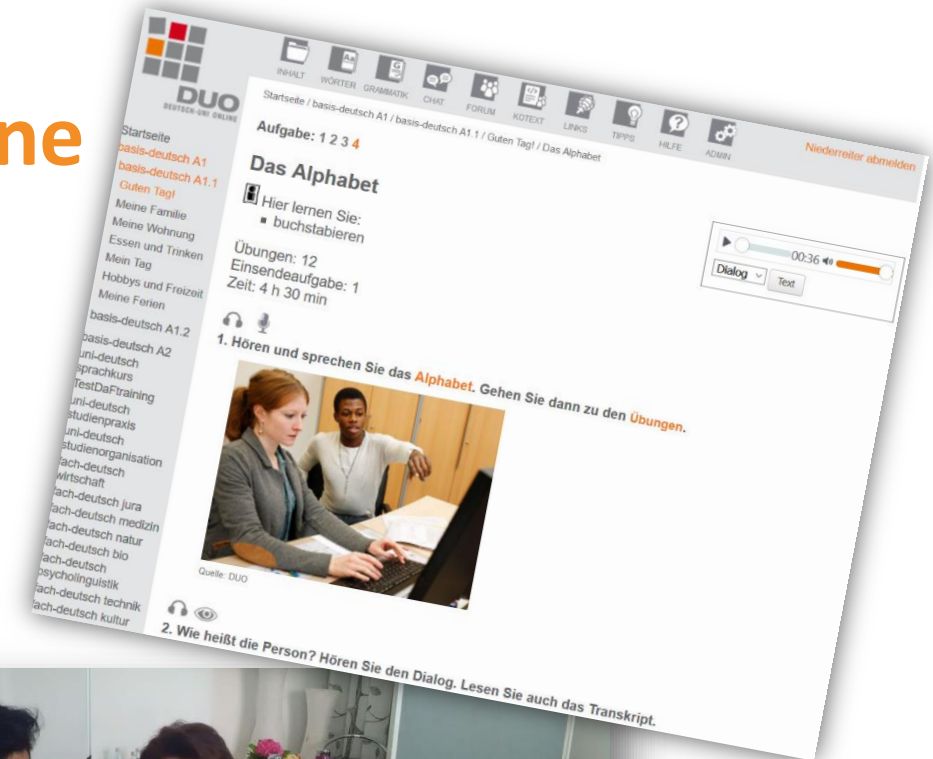 ne
DUO
DEUTSCH-UNI ONLINE
INHALT
WÖRTER
GRAMMATIK
CHAT
FORUM
KOTEXT
LINKS
TIPPS
HILFE
ADMIN
Niederreiter abmelden
Startseite / basis-deutsch A1 / basis-deutsch A1.1 / Guten Tag! / Das Alphabet
Startseite
basis-deutsch A1
basis-deutsch A1.1
Guten Tag!
Meine Familie
Meine Wohnung
Essen und Trinken
Mein Tag
Hobbys und Freizeit
Meine Ferien
basis-deutsch A1.2
basis-deutsch A2
uni-deutsch
sprachkurs
TestDaFtraining
uni-deutsch
studienpraxis
uni-deutsch
studienorganisation
fach-deutsch
wirtschaft
fach-deutsch jura
fach-deutsch medizin
fach-deutsch natur
fach-deutsch bio
fach-deutsch
psycholinguistik
fach-deutsch technik
fach-deutsch kultur
Aufgabe: 1 2 3 4
Das Alphabet
Hier lernen Sie:
buchstabieren
Übungen: 12
Einsendeaufgabe: 1
Zeit: 4 h 30 min
00:36
Dialog
Text
1. Hören und sprechen Sie das Alphabet. Gehen Sie dann zu den Übungen.
Quelle: DUO
2. Wie heißt die Person? Hören Sie den Dialog. Lesen Sie auch das Transkript.